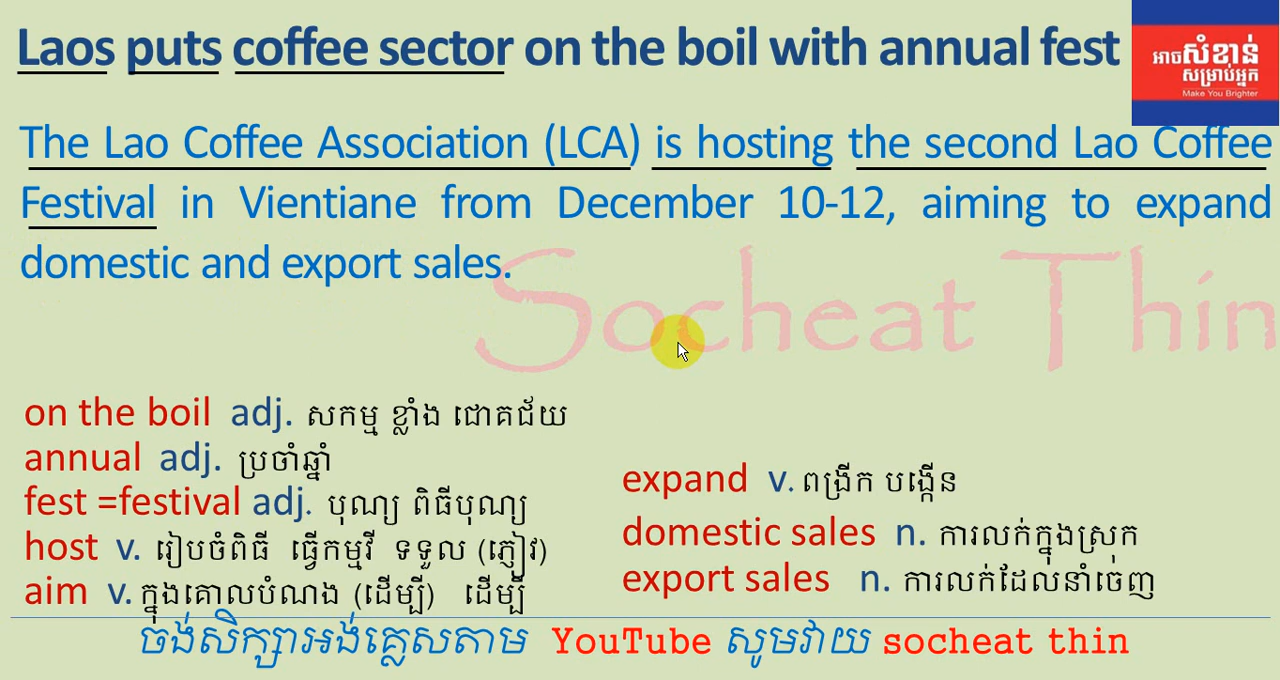 Laos puts coffee sector on the boil with annual fest
អាចសំខាន់
សម្រាប់អ្នក
Make You Brighter
The Lao Coffee Association (LCA) is hosting the second Lao Coffee
Festival in Vientiane from December 10-12, aiming to expand
domestic and export sales.
Socheat Thin
on the boil adj. សកម្ម ខ្លាំង ជោគជ័យ
annual adj. ប្រចាំឆ្នាំ
fest =festival adj. បុណ្យ ពិធីបុណ្យ
host v. រៀបចំពិធី ធ្វើកម្មវី ទទួល (ភ្ញៀវ)
aim v. ក្នុងគោលបំណង (ដើម្បី) ដើម្បី
expand v. ពង្រីក បង្កើន
domestic sales n. ការលក់ក្នុងស្រុក
export sales n. ការលក់ដែលនាំចេញ
ចង់សិក្សាអង់គ្លេសតាម YouTube សូមវាយ socheat thin